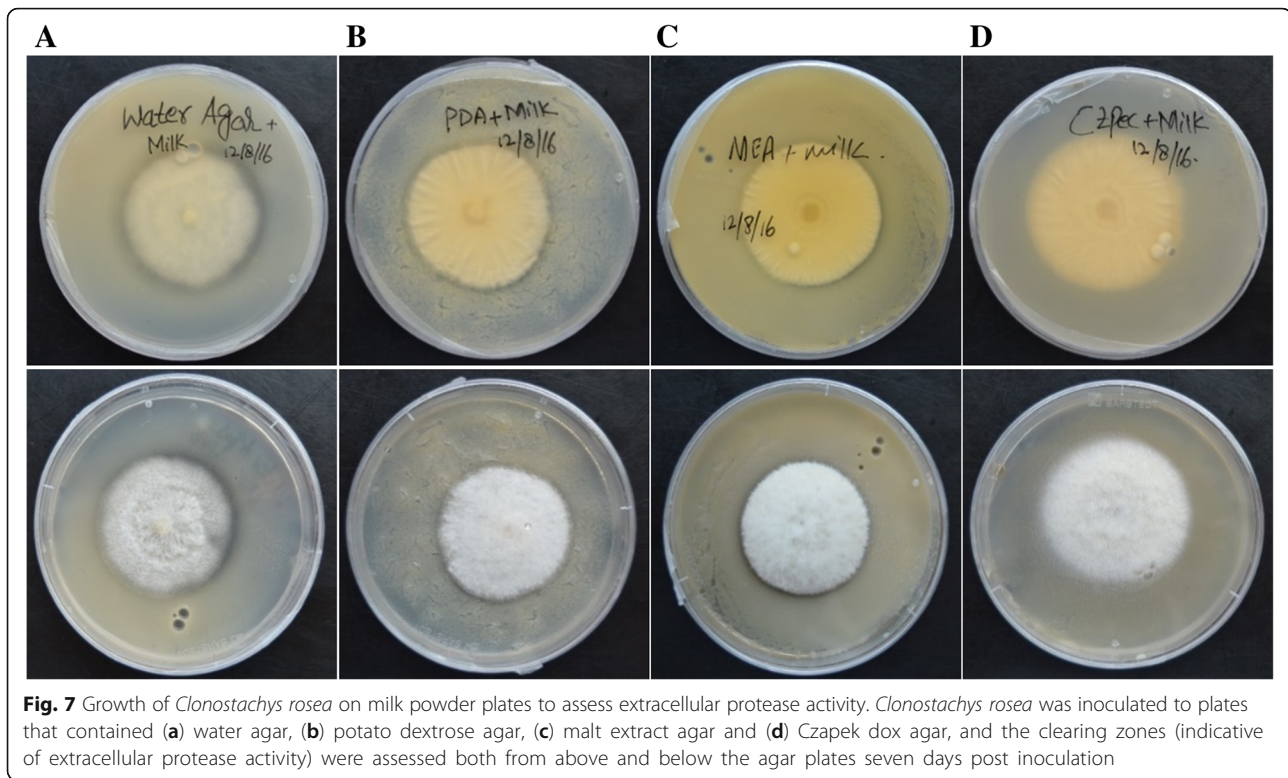 A
B
C
D
Water Agar +
Milk 12/8/16
PDA+Milk
12/8/16
MEA + milk.
12/8/16
Czpec+Milk
12/8/16.
SARSTEDT
Fig. 7 Growth of Clonostachys rosea on milk powder plates to assess extracellular protease activity. Clonostachys rosea was inoculated to plates
that contained (a) water agar, (b) potato dextrose agar, (c) malt extract agar and (d) Czapek dox agar, and the clearing zones (indicative
of extracellular protease activity) were assessed both from above and below the agar plates seven days post inoculation